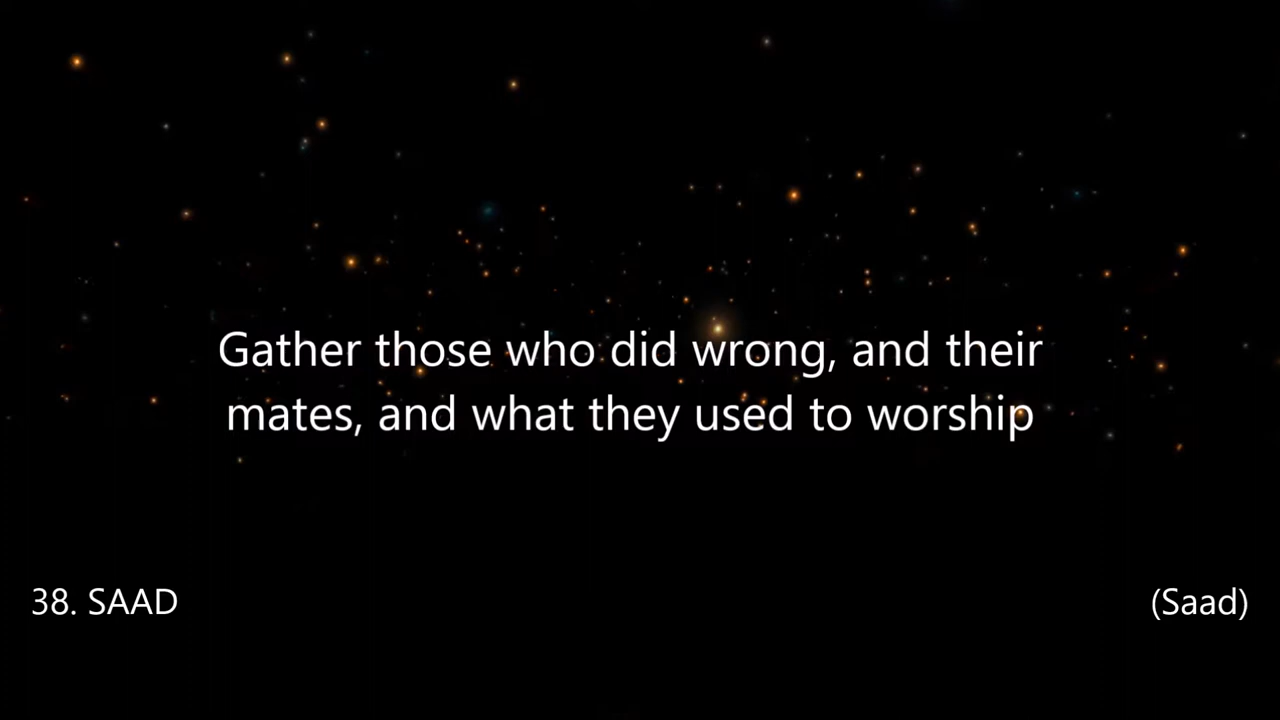 Gather those who did wrong, and their
mates, and what they used to worship
38. SAAD
(Saad)